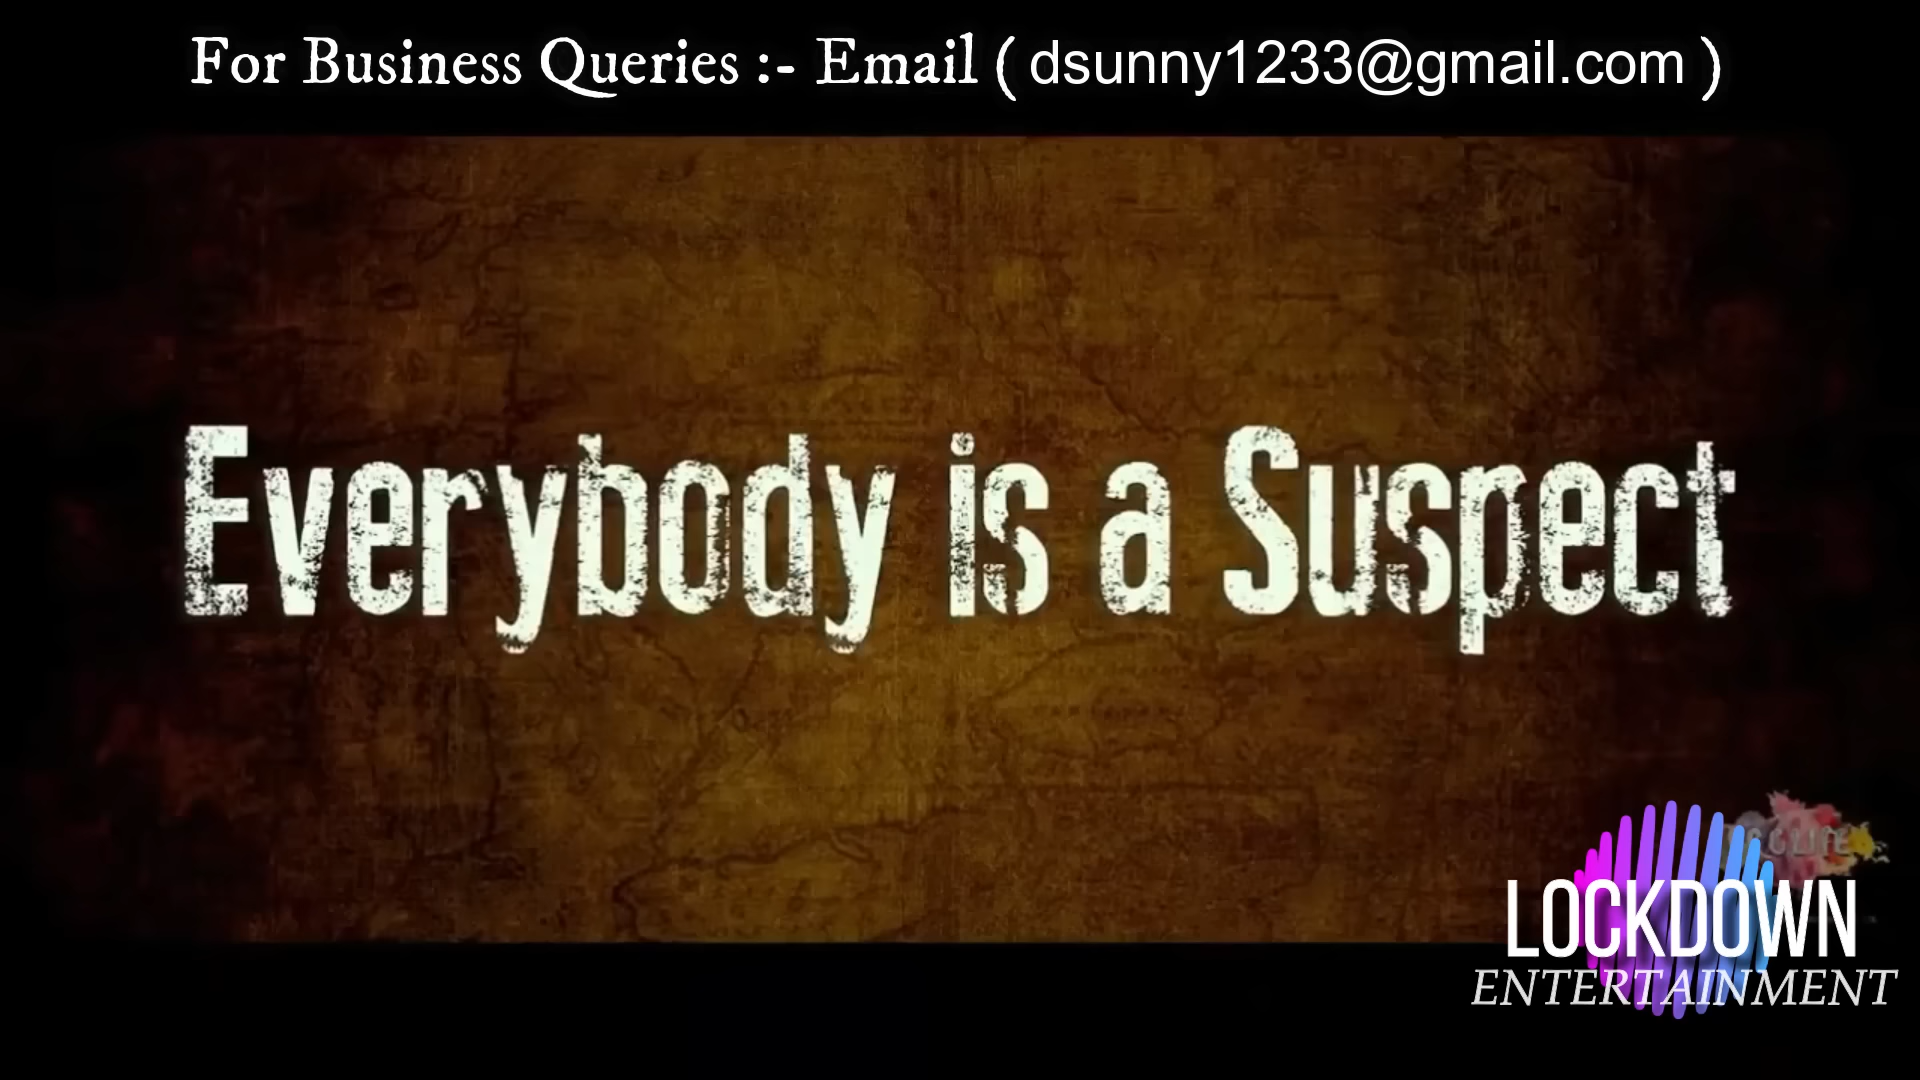 For Business Queries :- Email ( dsunny1233@gmail.com )
Everybody is a Suspect
LOCKDOWN
ENTERTAINMENT